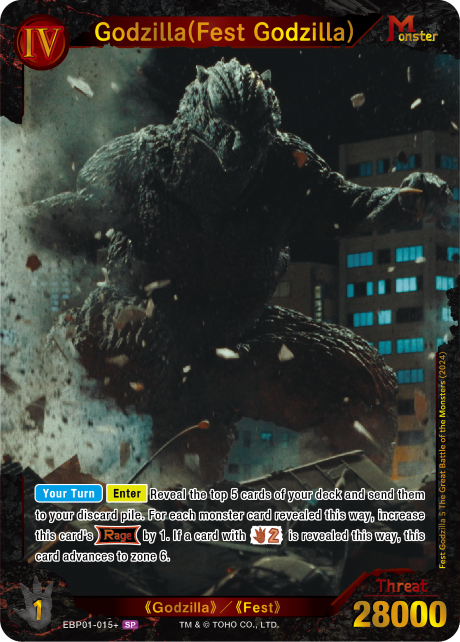 IV
Godzilla(Fest Godzilla)
Monster
Your Turn Enter Reveal the top 5 cards of your deck and send them
to your discard pile. For each monster card revealed this way, increase
this card's Rage by 1. If a card with 2 is revealed this way, this
card advances to zone 6.
Fest Godzilla 5 The Great Battle of the Monsters (2024)
Threat
1
《Godzilla》／《Fest》
28000
EBP01-015+ SP TM & © TOHO CO., LTD.